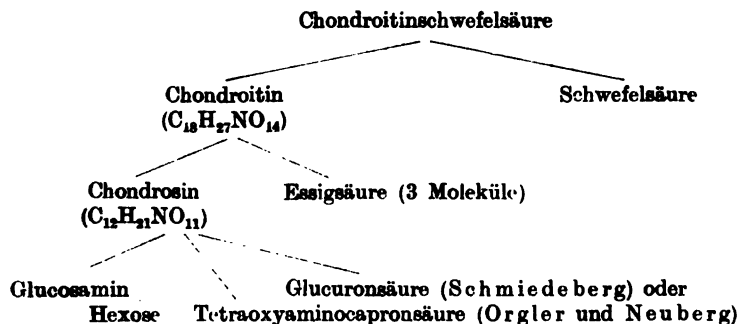 Chondroitinschwefelsäure
Chondroitin Schwefelsäure
(C₁₈H₂₇NO₁₄)
Chondrosin Essigsäure (3 Moleküle)
(C₁₂H₂₁NO₁₁)
Glucosamin Glucuronsäure (Schmiedeberg) oder
Hexose Tetraoxyaminocapronsäure (Orgler und Neuberg)